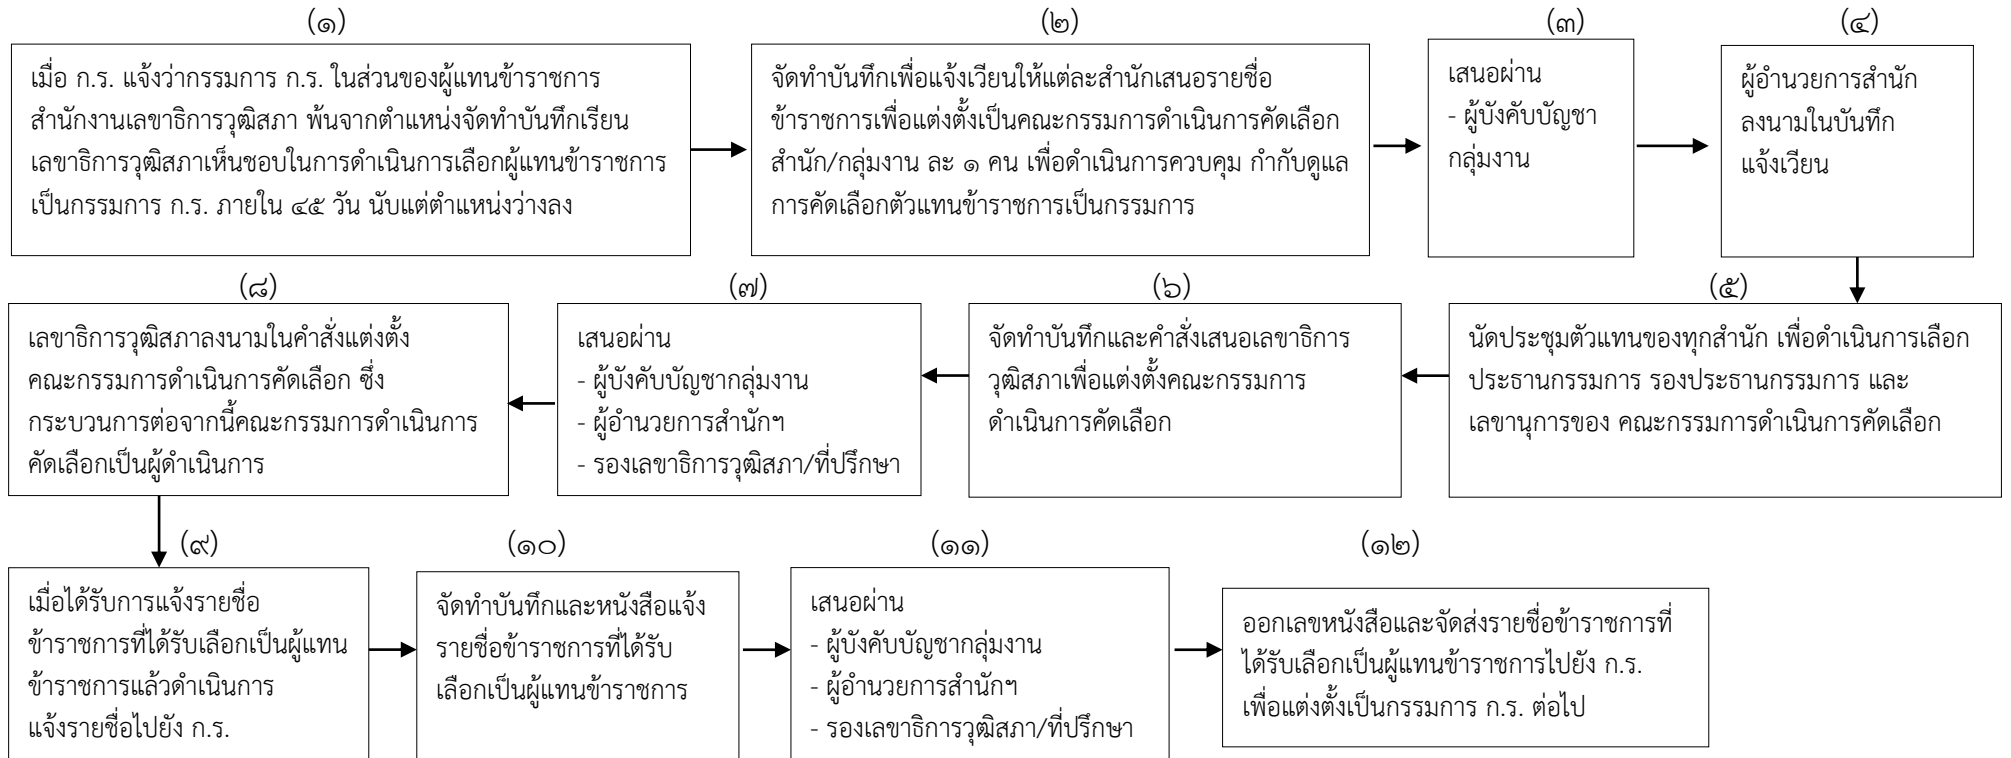 (๑)
เมื่อ ก.ร. แจ้งว่ากรรมการ ก.ร. ในส่วนของผู้แทนข้าราชการ
สำนักงานเลขาธิการวุฒิสภา พ้นจากตำแหน่งจัดทำบันทึกเรียน
เลขาธิการวุฒิสภาเห็นชอบในการดำเนินการเลือกผู้แทนข้าราชการ
เป็นกรรมการ ก.ร. ภายใน ๔๕ วัน นับแต่ตำแหน่งว่างลง
(๒)
จัดทำบันทึกเพื่อแจ้งเวียนให้แต่ละสำนักเสนอรายชื่อ
ข้าราชการเพื่อแต่งตั้งเป็นคณะกรรมการดำเนินการคัดเลือก
สำนัก/กลุ่มงาน ละ ๑ คน เพื่อดำเนินการควบคุม กำกับดูแล
การคัดเลือกตัวแทนข้าราชการเป็นกรรมการ
(๓)
เสนอผ่าน
- ผู้บังคับบัญชา
กลุ่มงาน
(๔)
ผู้อำนวยการสำนัก
ลงนามในบันทึก
แจ้งเวียน
(๕)
นัดประชุมตัวแทนของทุกสำนัก เพื่อดำเนินการเลือก
ประธานกรรมการ รองประธานกรรมการ และ
เลขานุการของ คณะกรรมการดำเนินการคัดเลือก
(๖)
จัดทำบันทึกและคำสั่งเสนอเลขาธิการ
วุฒิสภาเพื่อแต่งตั้งคณะกรรมการ
ดำเนินการคัดเลือก
(๗)
เสนอผ่าน
- ผู้บังคับบัญชากลุ่มงาน
- ผู้อำนวยการสำนักฯ
- รองเลขาธิการวุฒิสภา/ที่ปรึกษา
(๘)
เลขาธิการวุฒิสภาลงนามในคำสั่งแต่งตั้ง
คณะกรรมการดำเนินการคัดเลือก ซึ่ง
กระบวนการต่อจากนี้คณะกรรมการดำเนินการ
คัดเลือกเป็นผู้ดำเนินการ
(๙)
เมื่อได้รับการแจ้งรายชื่อ
ข้าราชการที่ได้รับเลือกเป็นผู้แทน
ข้าราชการแล้วดำเนินการ
แจ้งรายชื่อไปยัง ก.ร.
(๑๐)
จัดทำบันทึกและหนังสือแจ้ง
รายชื่อข้าราชการที่ได้รับ
เลือกเป็นผู้แทนข้าราชการ
(๑๑)
เสนอผ่าน
- ผู้บังคับบัญชากลุ่มงาน
- ผู้อำนวยการสำนักฯ
- รองเลขาธิการวุฒิสภา/ที่ปรึกษา
(๑๒)
ออกเลขหนังสือและจัดส่งรายชื่อข้าราชการที่
ได้รับเลือกเป็นผู้แทนข้าราชการไปยัง ก.ร.
เพื่อแต่งตั้งเป็นกรรมการ ก.ร. ต่อไป